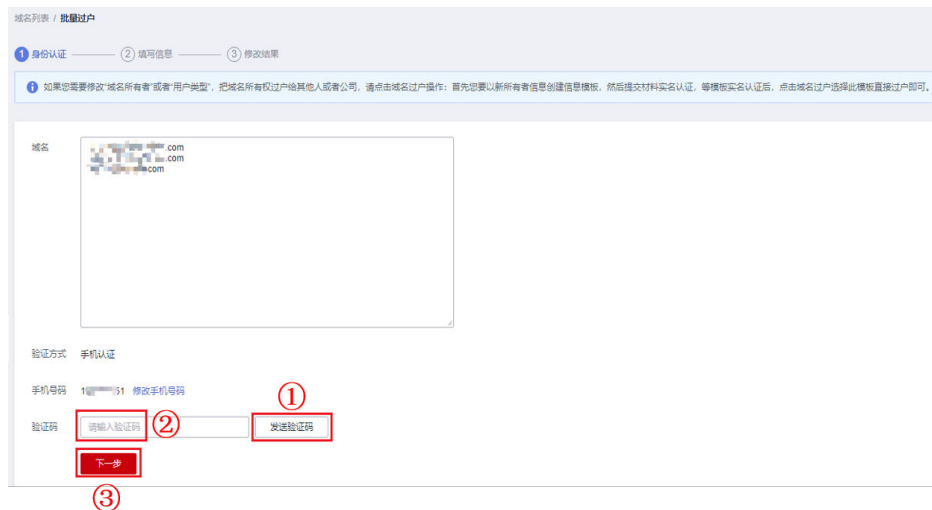 域名列表 / 批量过户
1 身份认证 2 填写信息 3 修改结果
如果您需要修改“域名所有者”或者“用户类型”，把域名所有权过户给其他人或者公司，请点击域名过户操作：首先您要以新所有者信息创建信息模板，然后提交材料实名认证，等模板实名认证后，点击域名过户选择此模板直接过户即可。
域名
.com
.com
com
验证方式 手机认证
手机号码 1 51 修改手机号码
①
验证码 请输入验证码 ② 发送验证码
下一步
③